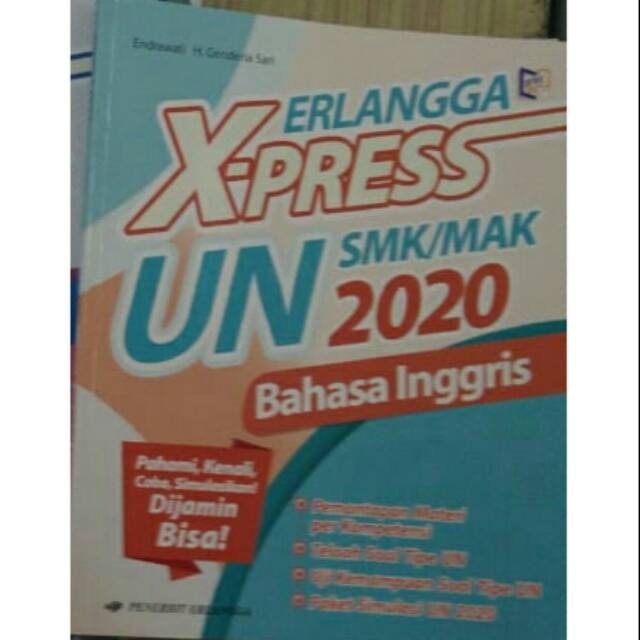 Endrawati H. Genderia Sari
ERLANGGA
X-PRESS
UN SMK/MAK
2020
Bahasa Inggris
Pahami, Kenali,
Coba, Simulasikan!
Dijamin
Bisa!
Pemantapan Materi
per Kompetensi
Telaah Soal Tipe UN
Uji Kemampuan Soal Tipe UN
Paket Simulasi UN 2020
PENERBIT ERLANGGA